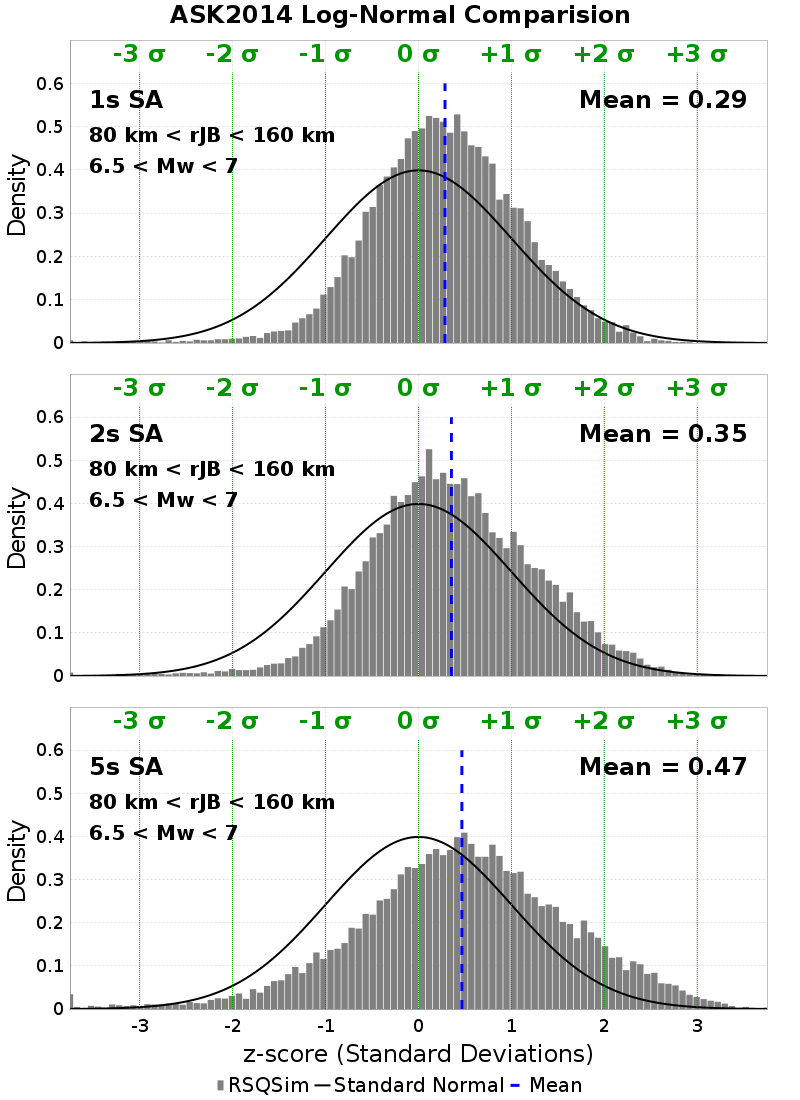 ASK2014 Log-Normal Comparision
-3 σ -2 σ -1 σ 0 σ +1 σ +2 σ +3 σ
1s SA Mean = 0.29
80 km < rJB < 160 km
6.5 < Mw < 7
Density
0.6
0.5
0.4
0.3
0.2
0.1
0
-3 σ -2 σ -1 σ 0 σ +1 σ +2 σ +3 σ
2s SA Mean = 0.35
80 km < rJB < 160 km
6.5 < Mw < 7
Density
0.6
0.5
0.4
0.3
0.2
0.1
0
-3 σ -2 σ -1 σ 0 σ +1 σ +2 σ +3 σ
5s SA Mean = 0.47
80 km < rJB < 160 km
6.5 < Mw < 7
Density
0.6
0.5
0.4
0.3
0.2
0.1
0
-3 -2 -1 0 1 2 3
z-score (Standard Deviations)
RSQSim Standard Normal Mean